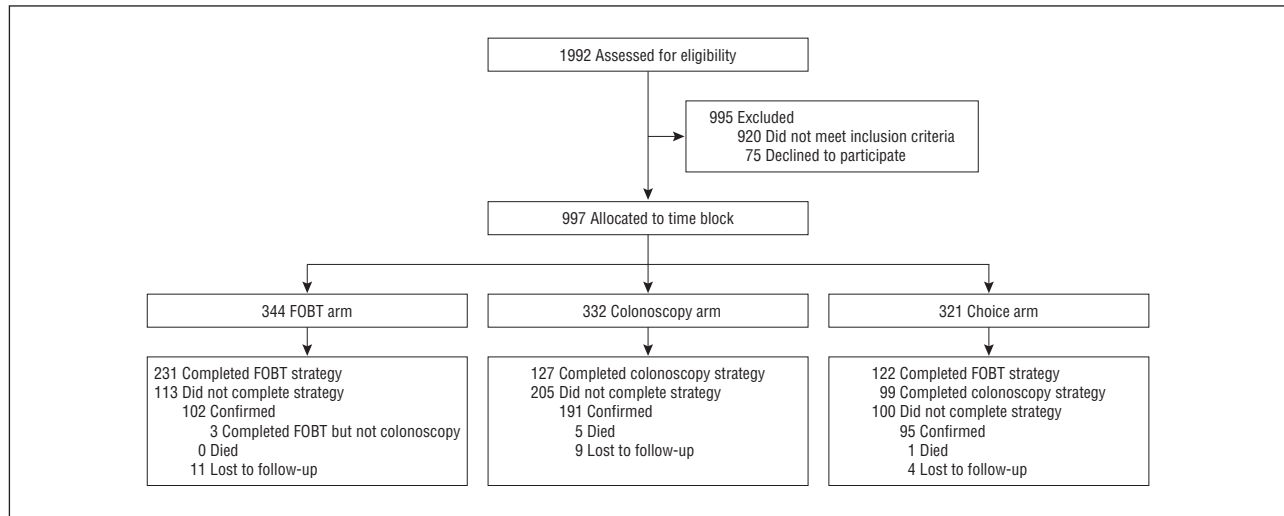 1992 Assessed for eligibility
995 Excluded
920 Did not meet inclusion criteria
75 Declined to participate
997 Allocated to time block
344 FOBT arm
332 Colonoscopy arm
321 Choice arm
231 Completed FOBT strategy
113 Did not complete strategy
102 Confirmed
3 Completed FOBT but not colonoscopy
0 Died
11 Lost to follow-up
127 Completed colonoscopy strategy
205 Did not complete strategy
191 Confirmed
5 Died
9 Lost to follow-up
122 Completed FOBT strategy
99 Completed colonoscopy strategy
100 Did not complete strategy
95 Confirmed
1 Died
4 Lost to follow-up